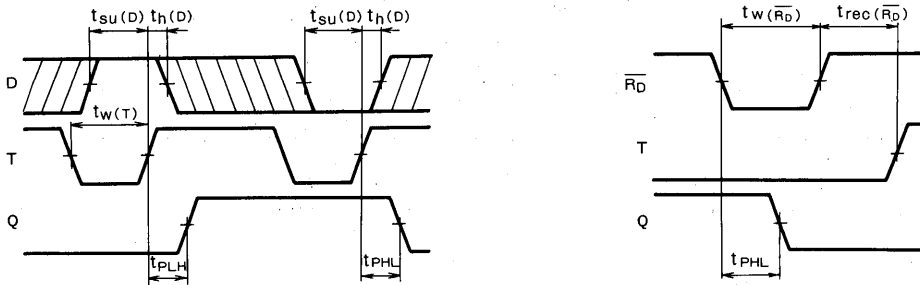 tsu(D) th(D) tsu(D) th(D)
D
tw(T)
T
Q
tPLH tPHL
tw(R̅D̅) trec(R̅D̅)
R̅D̅
T
Q
tPHL